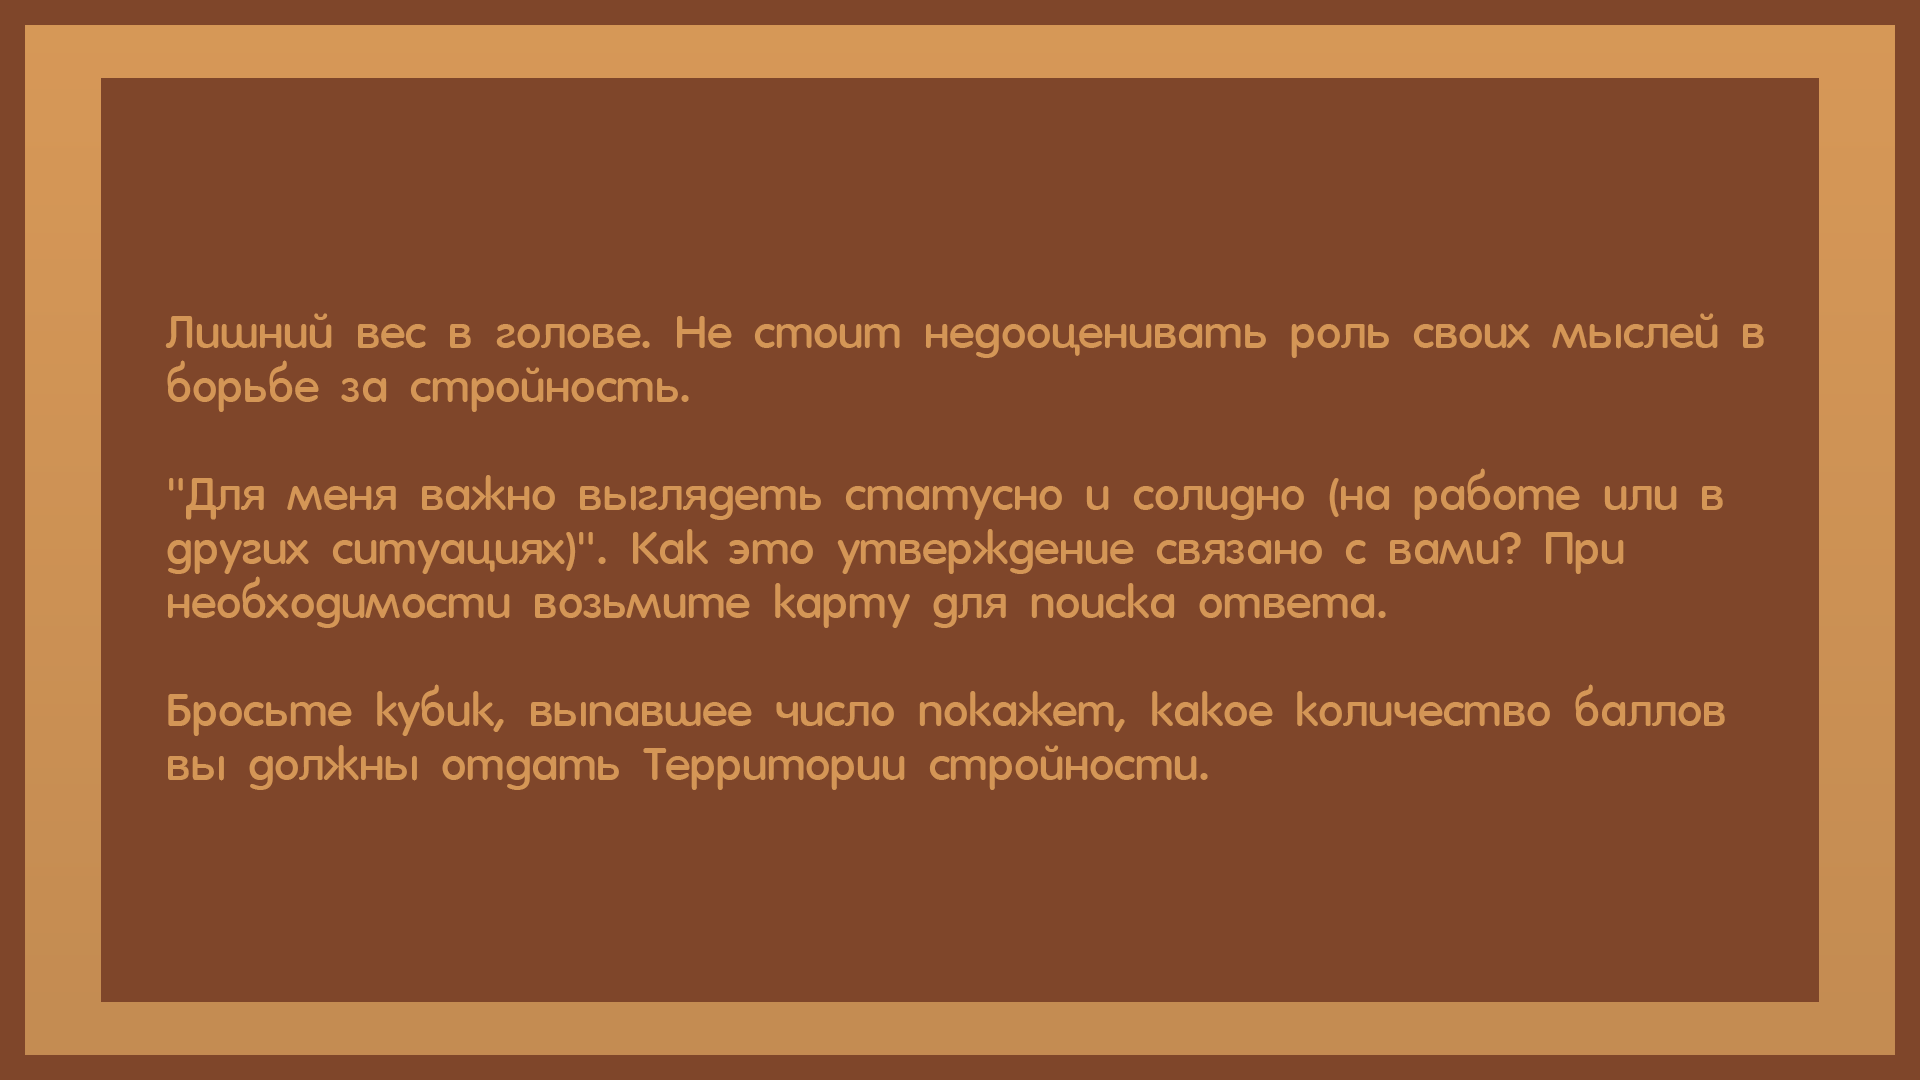 Лишний вес в голове. Не стоит недооценивать роль своих мыслей в
борьбе за стройность.
"Для меня важно выглядеть статусно и солидно (на работе или в
других ситуациях)". Как это утверждение связано с вами? При
необходимости возьмите карту для поиска ответа.
Бросьте кубик, выпавшее число покажет, какое количество баллов
вы должны отдать Территории стройности.